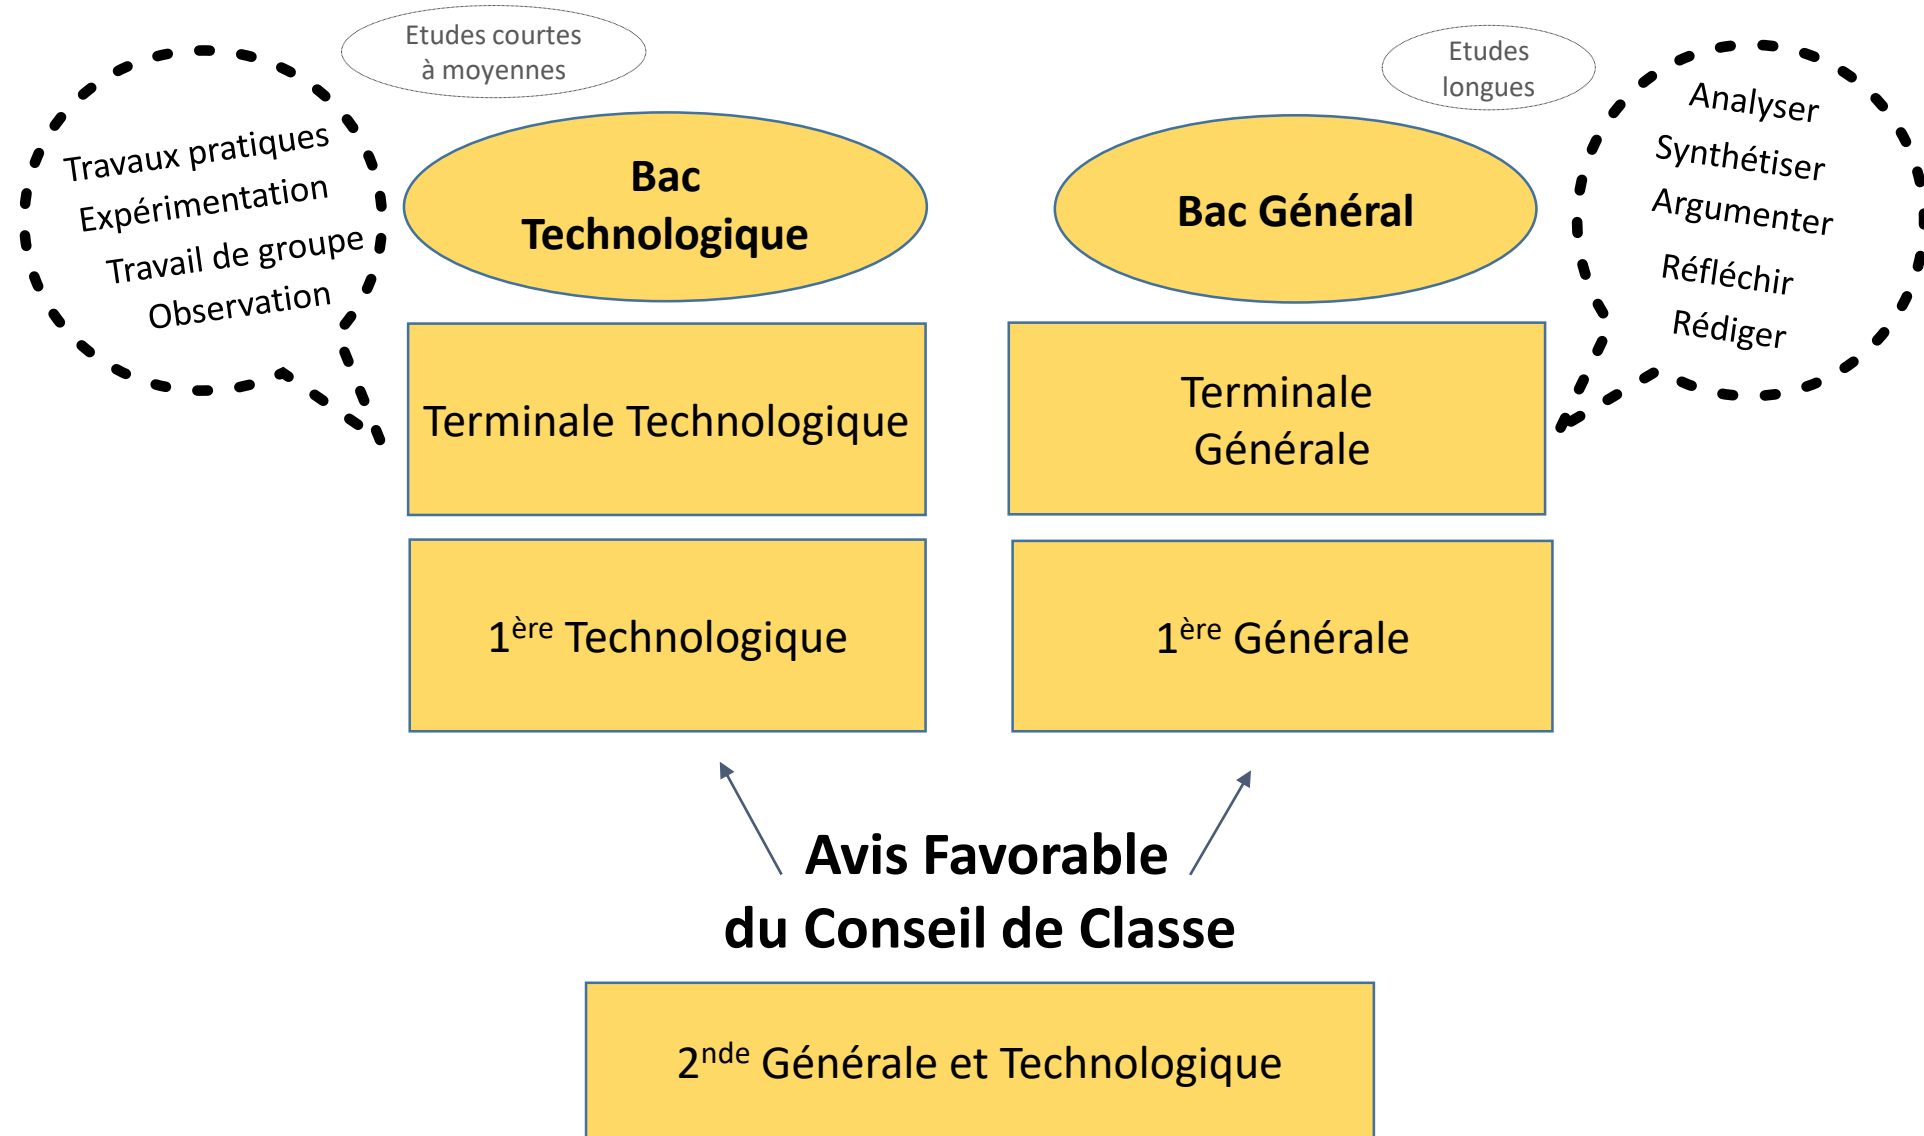 Etudes courtes
à moyennes
Etudes
longues
Travaux pratiques
Expérimentation
Travail de groupe
Observation
Bac
Technologique
Bac Général
Analyser
Synthétiser
Argumenter
Réfléchir
Rédiger
Terminale Technologique
Terminale
Générale
1ère Technologique
1ère Générale
Avis Favorable
du Conseil de Classe
2nde Générale et Technologique